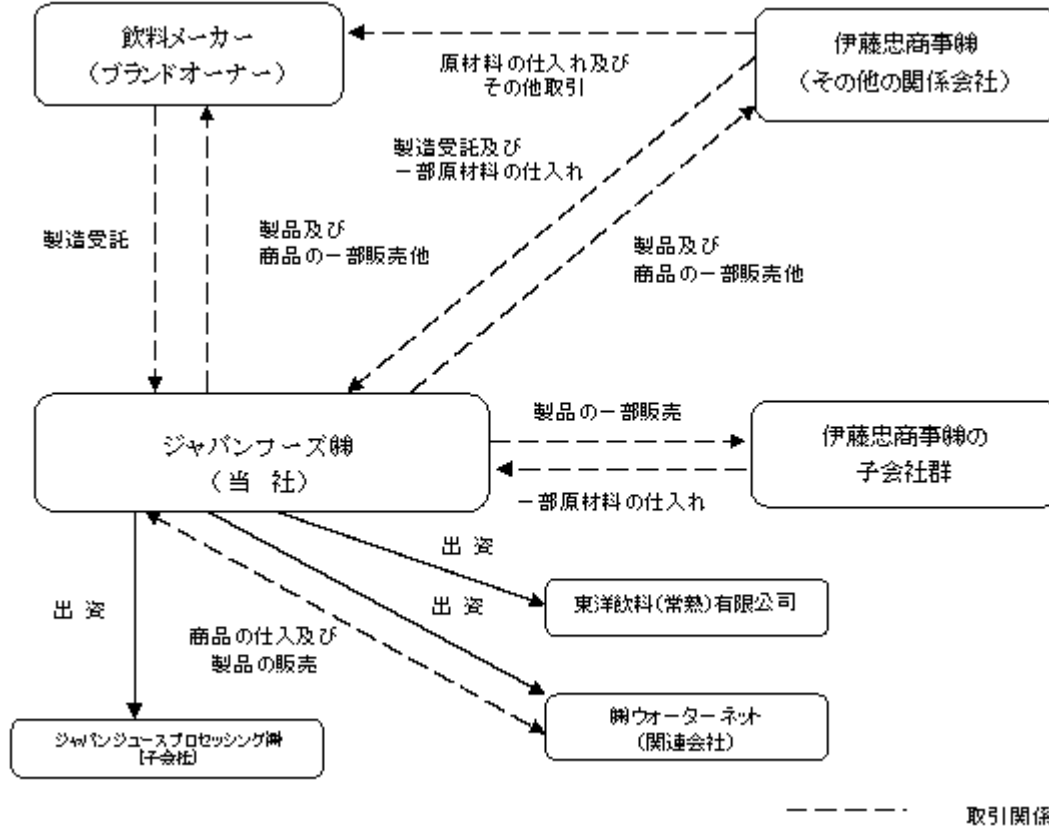 飲料メーカー
（ブランドオーナー）
伊藤忠商事㈱
（その他の関係会社）
原材料の仕入れ及び
その他取引
製造受託及び
一部原材料の仕入れ
製造受託
製品及び
商品の一部販売他
製品及び
商品の一部販売他
ジャパンフーズ㈱
（当　社）
製品の一部販売
一部原材料の仕入れ
伊藤忠商事㈱の
子会社群
出 資
東洋飲料(常熟)有限公司
出 資
出 資
商品の仕入及び
製品の販売
㈱ウォーターネット
(関連会社)
ジャパンジュースプロセッシング㈱
[子会社]
取引関係